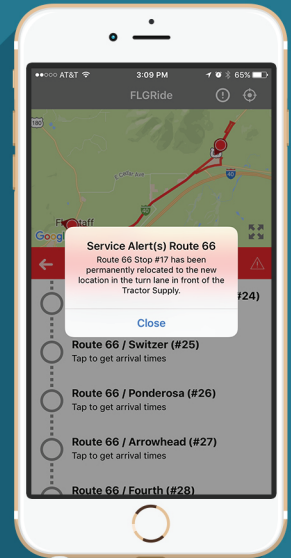 AT&T 3:09 PM 65%
FLGRide
180
E Cedar Ave
40
40
Service Alert(s) Route 66
Route 66 Stop #17 has been
permanently relocated to the new
location in the turn lane in front of the
Tractor Supply.
Close
#24)
Route 66 / Switzer (#25)
Tap to get arrival times
Route 66 / Ponderosa (#26)
Tap to get arrival times
Route 66 / Arrowhead (#27)
Tap to get arrival times
Route 66 / Fourth (#28)